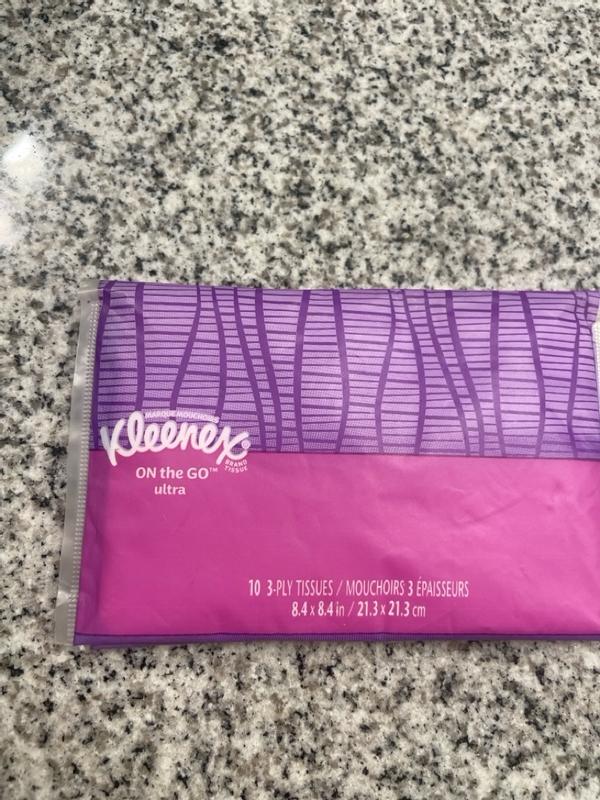 MARQUE MOUCHOIRS
Kleenex®
BRAND
TISSUE
ON the GO™
ultra
10 3-PLY TISSUES / MOUCHOIRS 3 ÉPAISSEURS
8.4 x 8.4 in / 21.3 x 21.3 cm